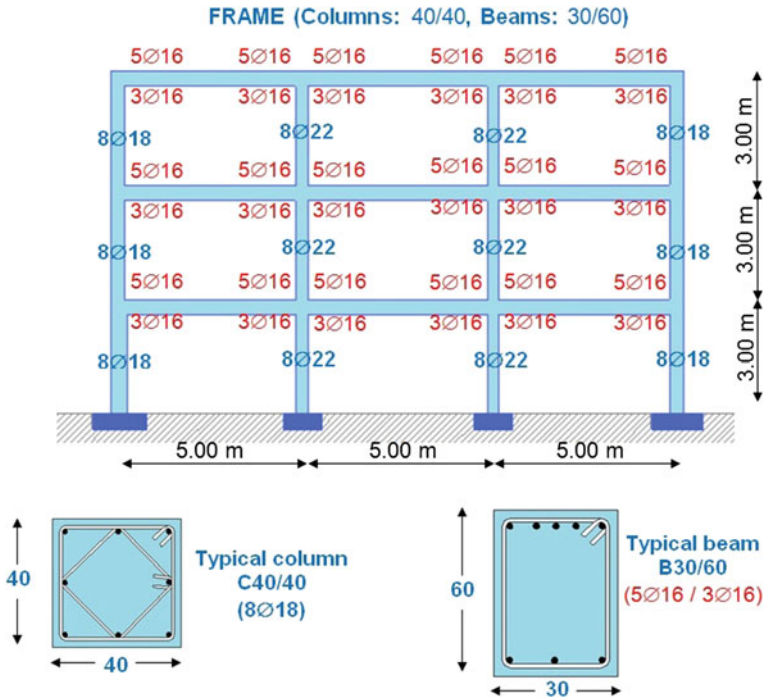 FRAME (Columns: 40/40, Beams: 30/60)
5∅16 5∅16 5∅16 5∅16 5∅16 5∅16
3∅16 3∅16 3∅16 3∅16 3∅16 3∅16
8∅18 8∅22 8∅22 8∅18 3.00 m
5∅16 5∅16 5∅16 5∅16 5∅16 5∅16
3∅16 3∅16 3∅16 3∅16 3∅16 3∅16
8∅18 8∅22 8∅22 8∅18 3.00 m
5∅16 5∅16 5∅16 5∅16 5∅16 5∅16
3∅16 3∅16 3∅16 3∅16 3∅16 3∅16
8∅18 8∅22 8∅22 8∅18 3.00 m
5.00 m 5.00 m 5.00 m
40
Typical column
C40/40
(8∅18)
40
60
Typical beam
B30/60
(5∅16 / 3∅16)
30